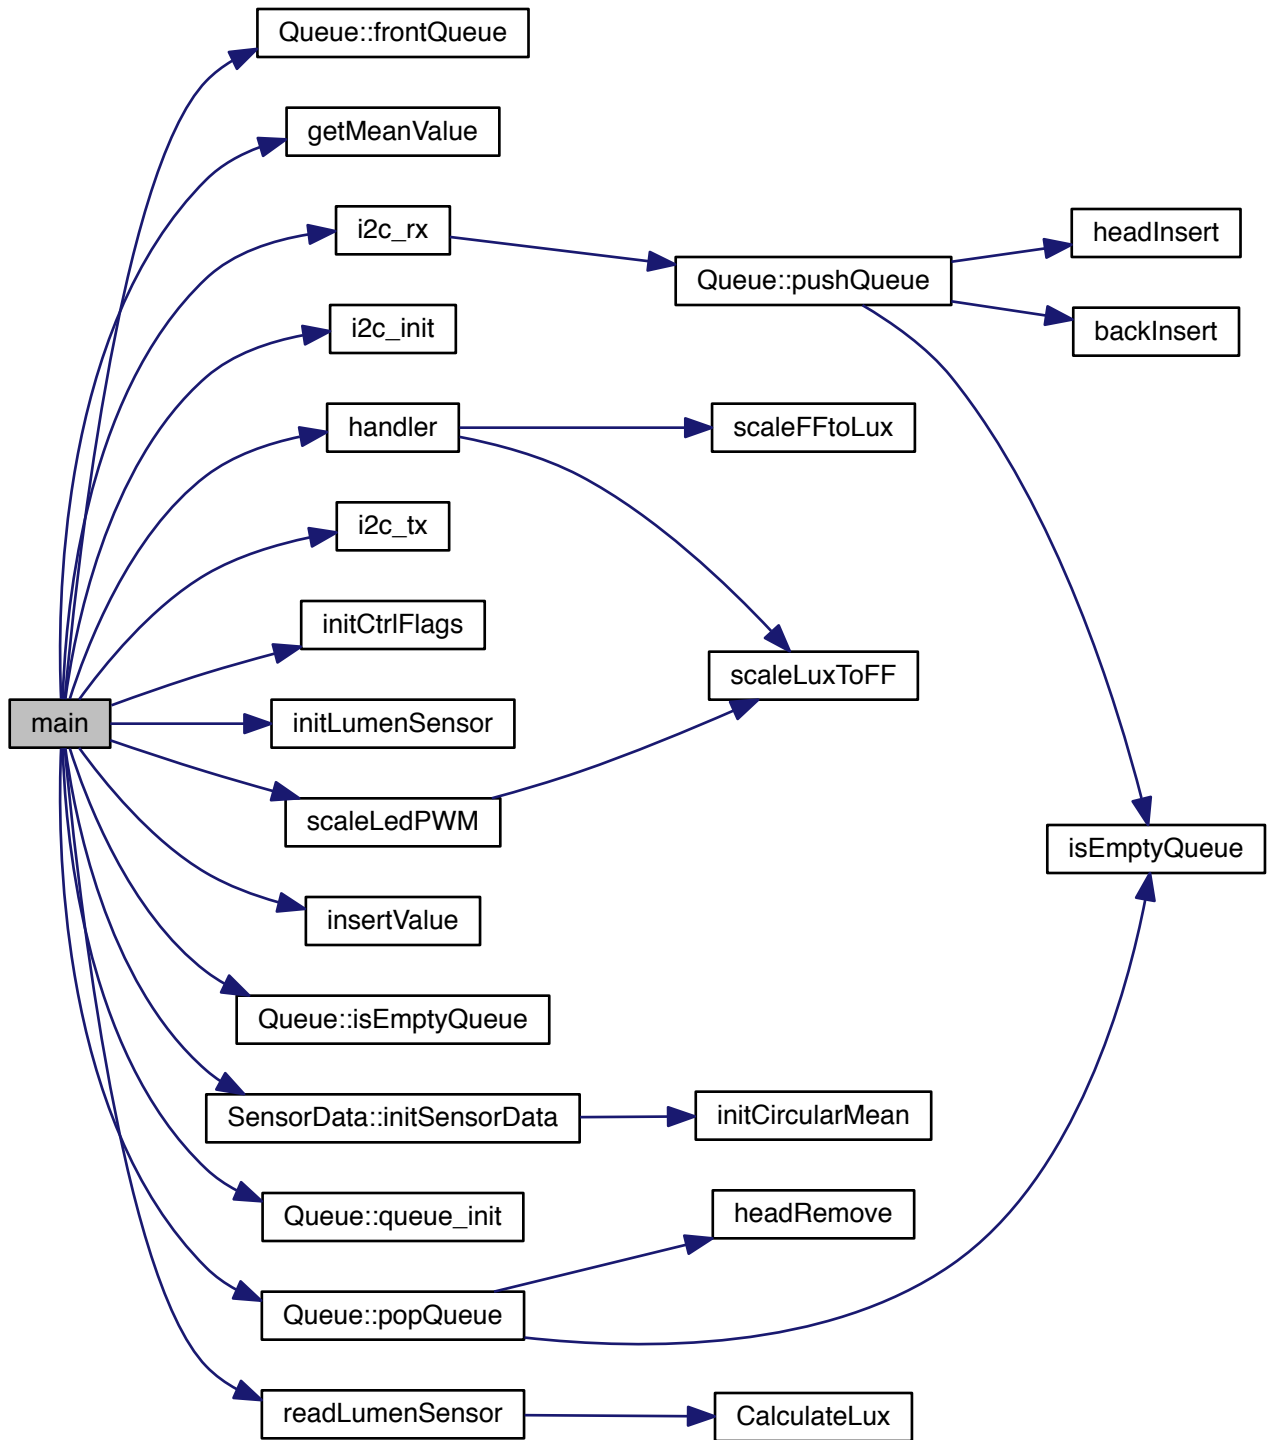 Queue::frontQueue
getMeanValue
i2c_rx
headInsert
Queue::pushQueue
i2c_init
backInsert
handler
scaleFFtoLux
i2c_tx
initCtrlFlags
scaleLuxToFF
main
initLumenSensor
scaleLedPWM
isEmptyQueue
insertValue
Queue::isEmptyQueue
SensorData::initSensorData
initCircularMean
Queue::queue_init
headRemove
Queue::popQueue
readLumenSensor
CalculateLux